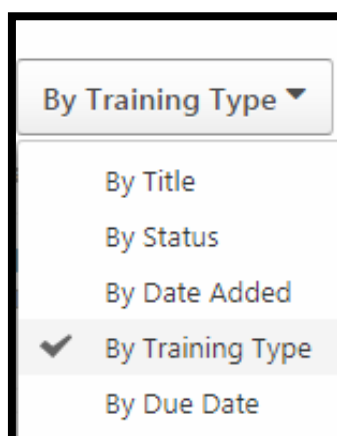 By Training Type
By Title
By Status
By Date Added
By Training Type
By Due Date